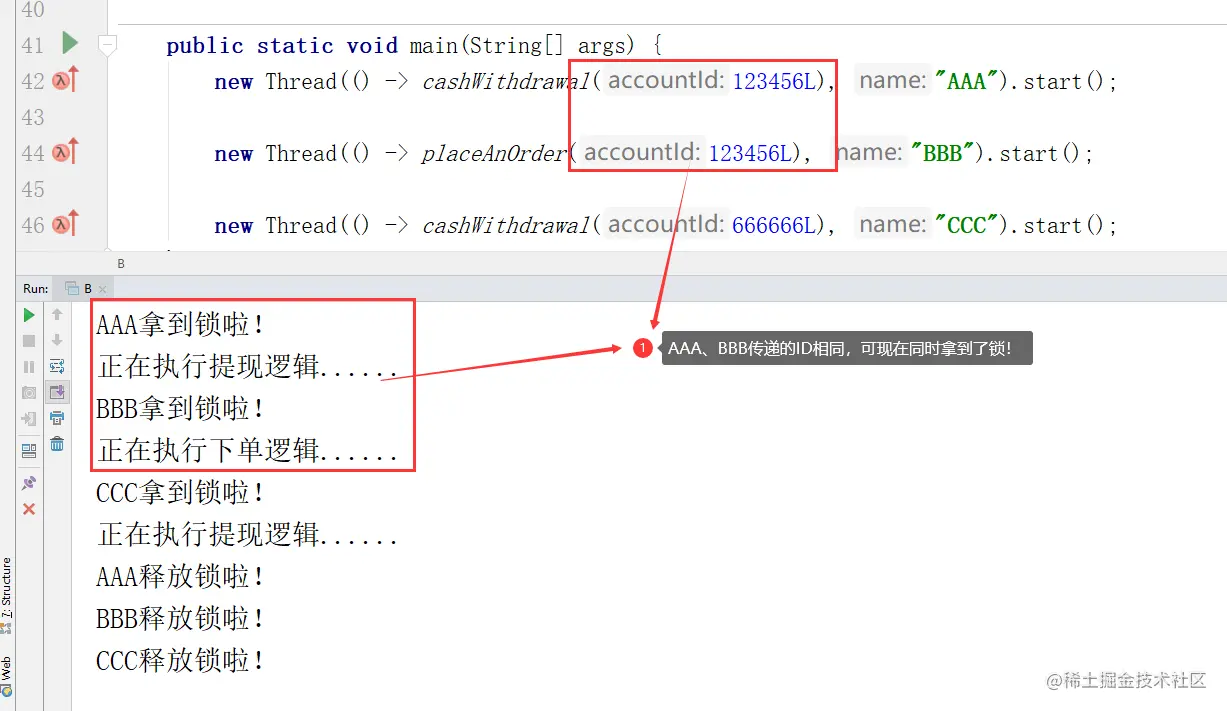 40
41 public static void main(String[] args) {
42 new Thread(() -> cashWithdrawal( accountId: 123456L), name: "AAA").start();
43
44 new Thread(() -> placeAnOrder( accountId: 123456L), name: "BBB").start();
45
46 new Thread(() -> cashWithdrawal( accountId: 666666L), name: "CCC").start();
B
Run: B ×
AAA拿到锁啦!
正在执行提现逻辑......
1 AAA、BBB传递的ID相同，可现在同时拿到了锁!
BBB拿到锁啦!
正在执行下单逻辑......
CCC拿到锁啦!
正在执行提现逻辑......
AAA释放锁啦!
BBB释放锁啦!
CCC释放锁啦!
7: Structure
Web
@稀土掘金技术社区